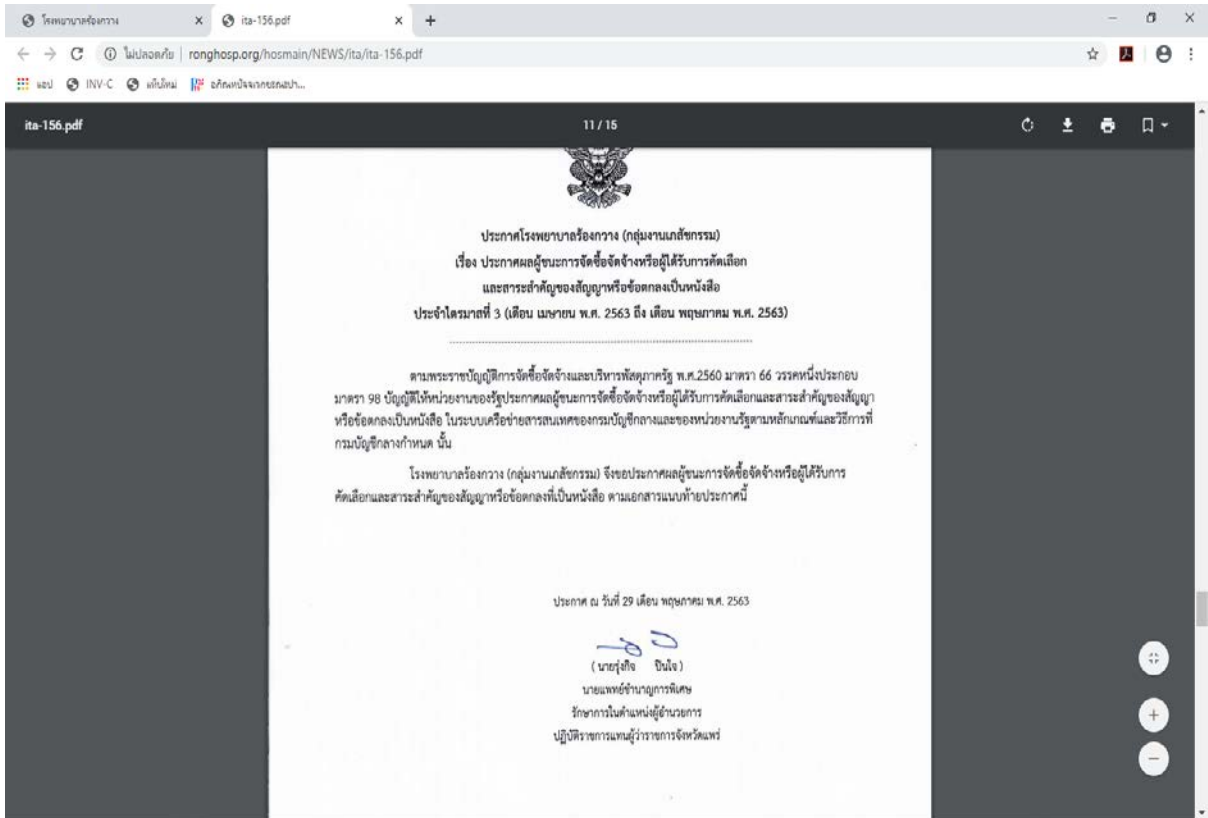 โรงพยาบาลร้องกวาง
ita-156.pdf
ไม่ปลอดภัย ronghosp.org/hosmain/NEWS/ita/ita-156.pdf
แอป INV-C แท็บใหม่
ita-156.pdf 11 / 15
ประกาศโรงพยาบาลร้องกวาง (กลุ่มงานเภสัชกรรม)
เรื่อง ประกาศผลผู้ชนะการจัดซื้อจัดจ้างหรือผู้ได้รับการคัดเลือก
และสาระสำคัญของสัญญาหรือข้อตกลงเป็นหนังสือ
ประจำไตรมาสที่ 3 (เดือน เมษายน พ.ศ. 2563 ถึง เดือน พฤษภาคม พ.ศ. 2563)
ตามพระราชบัญญัติการจัดซื้อจัดจ้างและบริหารพัสดุภาครัฐ พ.ศ.2560 มาตรา 66 วรรคหนึ่งประกอบ
มาตรา 98 บัญญัติให้หน่วยงานของรัฐประกาศผลผู้ชนะการจัดซื้อจัดจ้างหรือผู้ได้รับการคัดเลือกและสาระสำคัญของสัญญา
หรือข้อตกลงเป็นหนังสือ ในระบบเครือข่ายสารสนเทศของกรมบัญชีกลางและของหน่วยงานรัฐตามหลักเกณฑ์และวิธีการที่
กรมบัญชีกลางกำหนด นั้น
โรงพยาบาลร้องกวาง (กลุ่มงานเภสัชกรรม) จึงขอประกาศผลผู้ชนะการจัดซื้อจัดจ้างหรือผู้ได้รับการ
คัดเลือกและสาระสำคัญของสัญญาหรือข้อตกลงที่เป็นหนังสือ ตามเอกสารแนบท้ายประกาศนี้
ประกาศ ณ วันที่ 29 เดือน พฤษภาคม พ.ศ. 2563
( นายรุ่งกิจ ปินใจ )
นายแพทย์ชำนาญการพิเศษ
รักษาการในตำแหน่งผู้อำนวยการ
ปฏิบัติราชการแทนผู้ว่าราชการจังหวัดแพร่